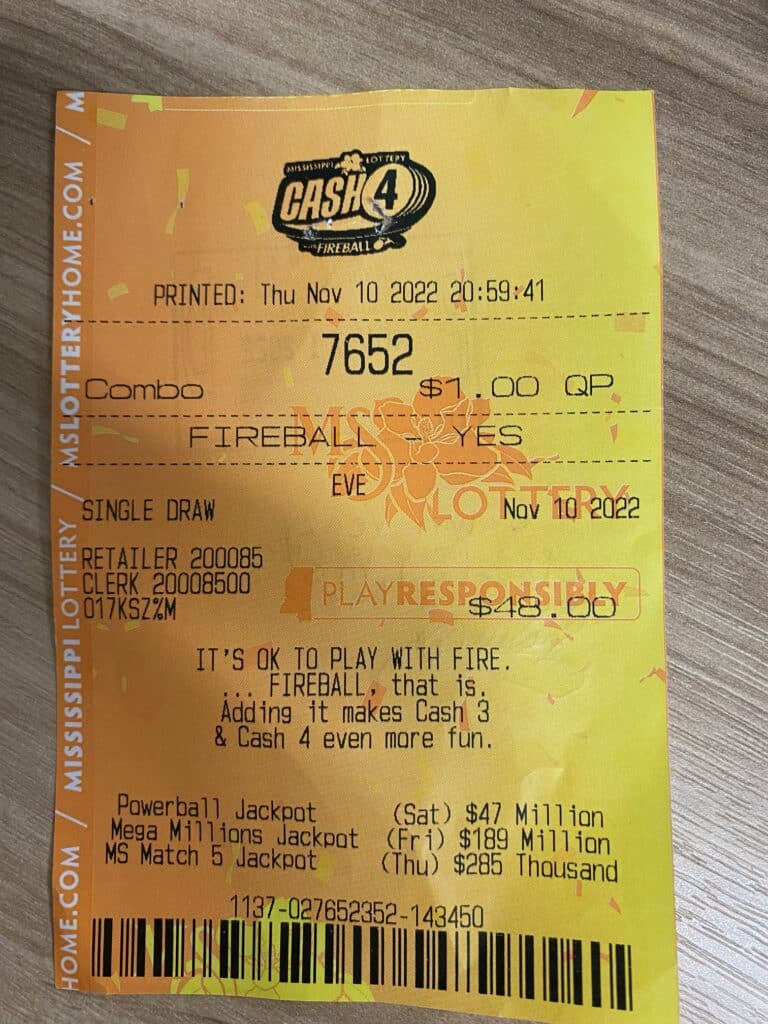 MISSISSIPPI LOTTERY
CASH 4
FIREBALL
PRINTED: Thu Nov 10 2022 20:59:41
7652
Combo $1.00 QP
FIREBALL - YES
EVE
SINGLE DRAW Nov 10 2022
MS LOTTERY
RETAILER 200085
CLERK 20008500
017KSZ%M
PLAY RESPONSIBLY
$48.00
IT'S OK TO PLAY WITH FIRE.
... FIREBALL, that is.
Adding it makes Cash 3
& Cash 4 even more fun.
Powerball Jackpot (Sat) $47 Million
Mega Millions Jackpot (Fri) $189 Million
MS Match 5 Jackpot (Thu) $285 Thousand
1137-027652352-143450
HOME.COM / MISSISSIPPI LOTTERY / MSLOTTERYHOME.COM / M